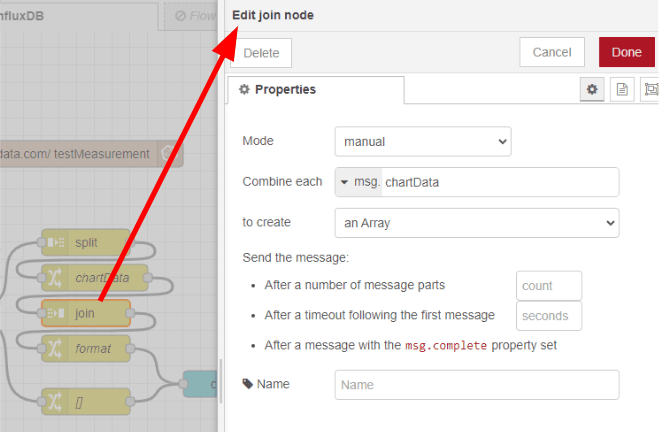 nfluxDB
Flow
Edit join node
Delete
Cancel
Done
Properties
data.com/ testMeasurement
Mode
manual
Combine each
msg. chartData
to create
an Array
split
chartData
join
format
[]
Send the message:
After a number of message parts
count
After a timeout following the first message
seconds
After a message with the msg.complete property set
Name
Name